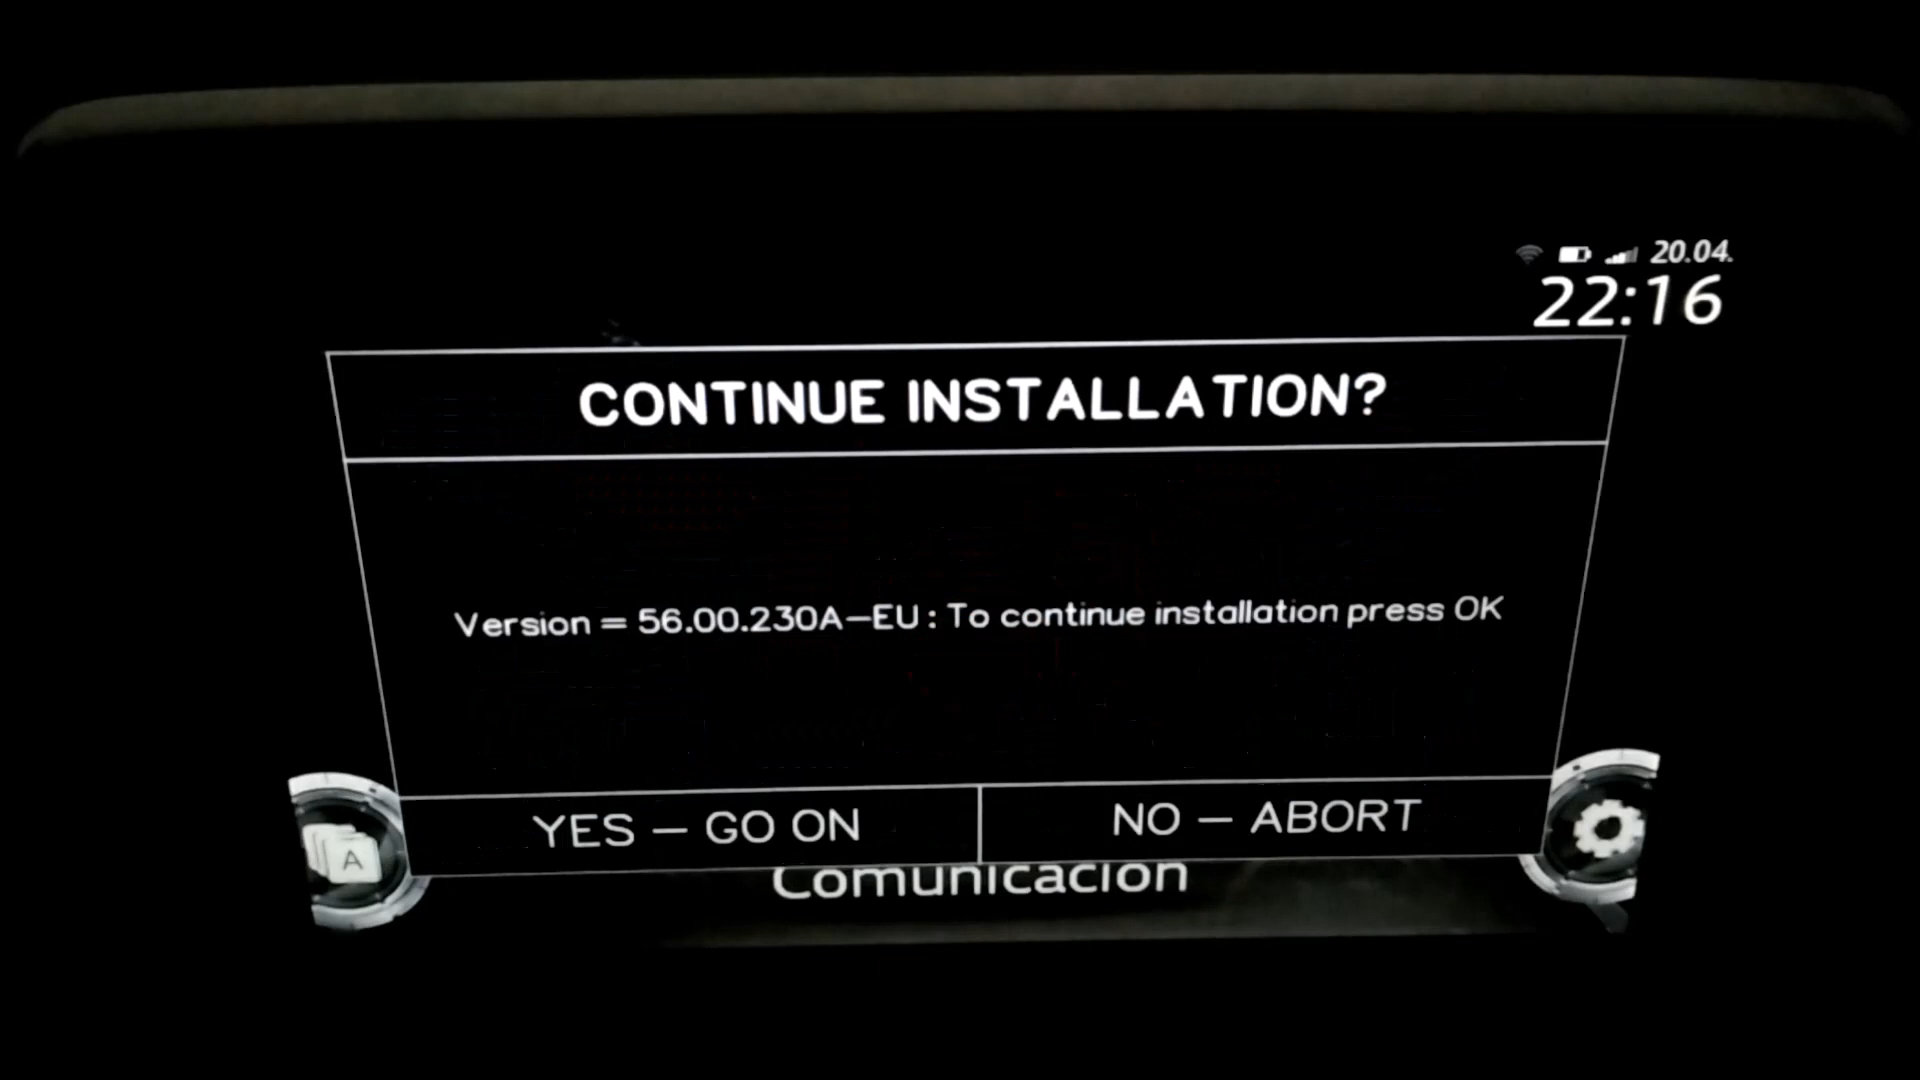 20.04.
22:16
CONTINUE INSTALLATION?
Version = 56.00.230A-EU : To continue installation press OK
YES - GO ON
NO - ABORT
A
Comunicación